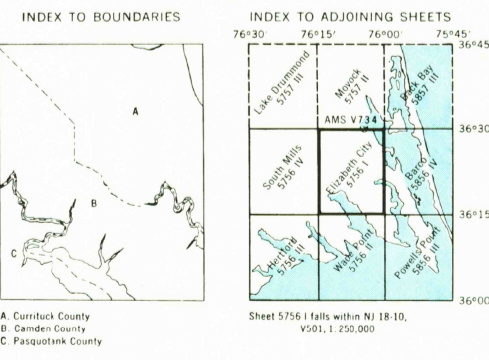 INDEX TO BOUNDARIES
A
B
C
A. Currituck County
B. Camden County
C. Pasquotank County
INDEX TO ADJOINING SHEETS
76°30' 76°15' 76°00' 75°45'
36°45'
Lake Drummond
5757 III
Moyock
5757 II
Back Bay
5857 III
AMS V734
36°30'
South Mills
5756 IV
Elizabeth City
5756 I
Barco
5856 IV
36°15'
Hertford
5756 III
Wade Point
5756 II
Powells Point
5856 III
36°00'
Sheet 5756 I falls within NJ 18-10,
V501, 1:250,000